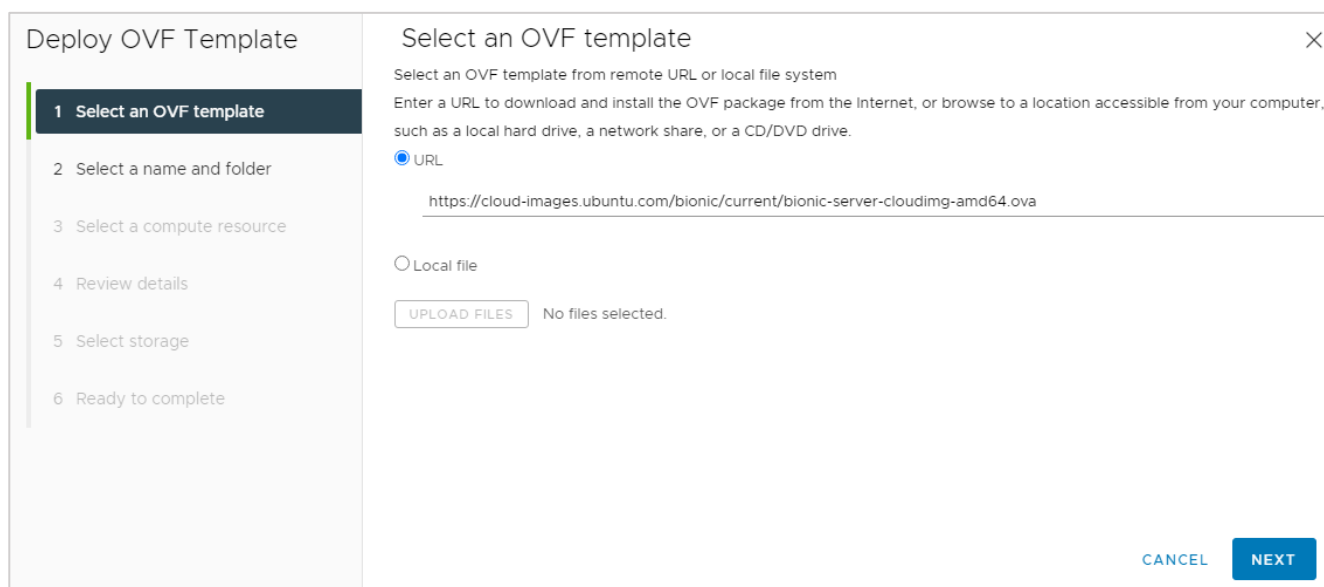 Deploy OVF Template
1 Select an OVF template
2 Select a name and folder
3 Select a compute resource
4 Review details
5 Select storage
6 Ready to complete
Select an OVF template
Select an OVF template from remote URL or local file system
Enter a URL to download and install the OVF package from the Internet, or browse to a location accessible from your computer,
such as a local hard drive, a network share, or a CD/DVD drive.
URL
https://cloud-images.ubuntu.com/bionic/current/bionic-server-cloudimg-amd64.ova
Local file
UPLOAD FILES No files selected.
CANCEL NEXT